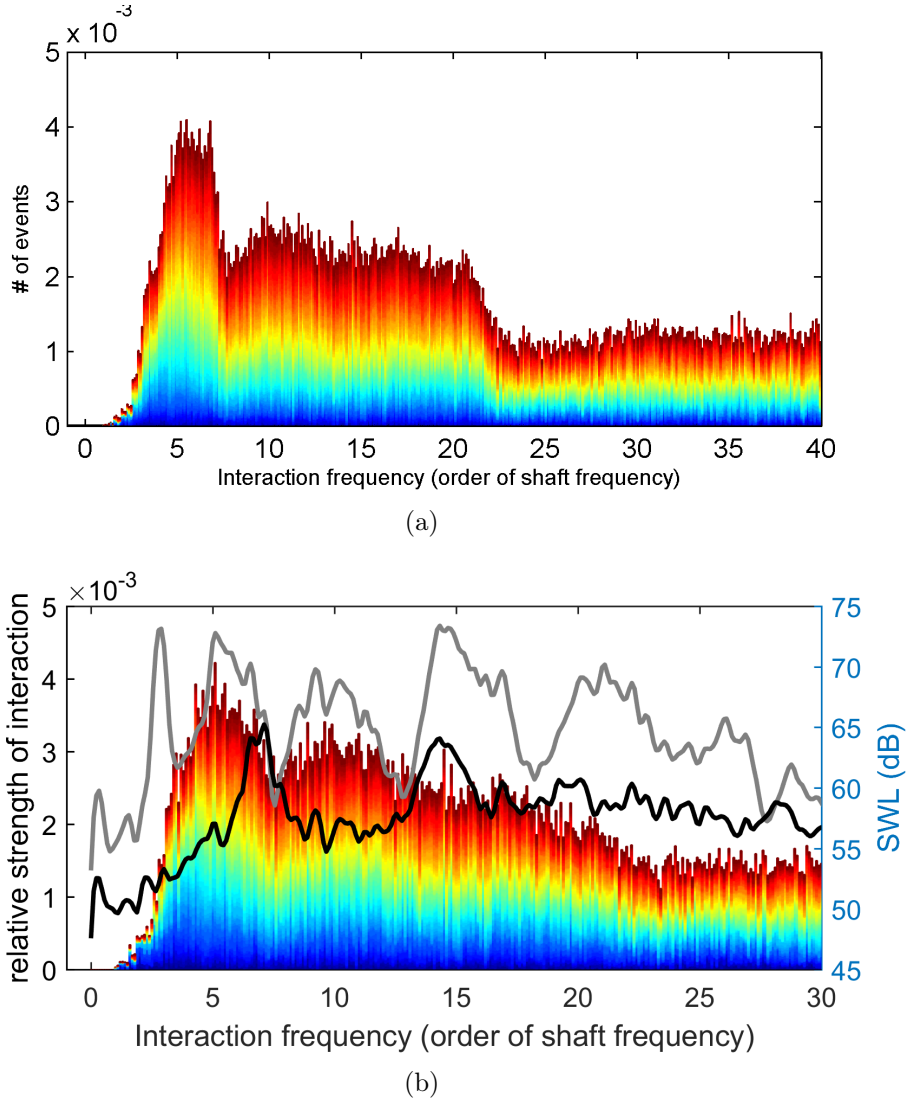 x 10-3
5
4
3
2
1
0
# of events
0 5 10 15 20 25 30 35 40
Interaction frequency (order of shaft frequency)
(a)
×10-3
5
4
3
2
1
0
relative strength of interaction
75
70
65
60
55
50
45
SWL (dB)
0 5 10 15 20 25 30
Interaction frequency (order of shaft frequency)
(b)